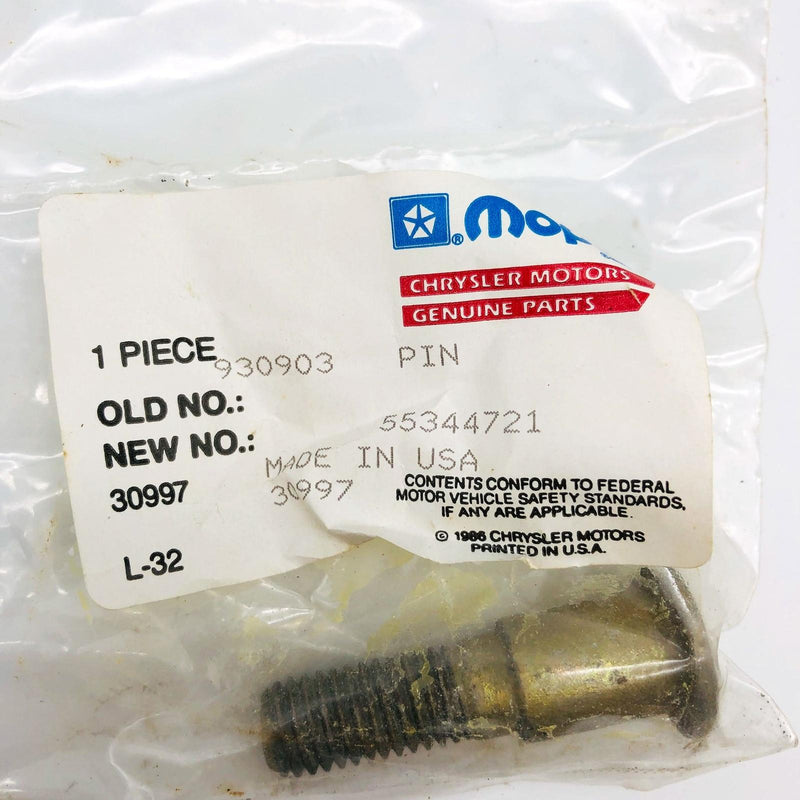 ® Mopar
CHRYSLER MOTORS
GENUINE PARTS
1 PIECE 930903 PIN
OLD NO.:
55344721
NEW NO.:
MADE IN USA
30997 30997
CONTENTS CONFORM TO FEDERAL
MOTOR VEHICLE SAFETY STANDARDS,
IF ANY ARE APPLICABLE.
© 1986 CHRYSLER MOTORS
PRINTED IN U.S.A.
L-32